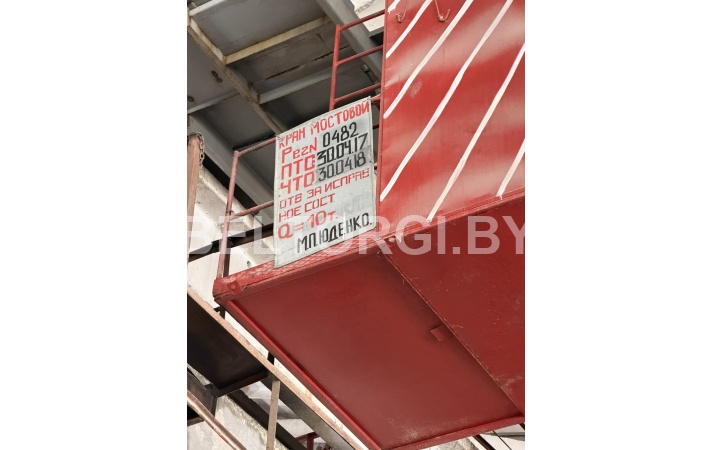 КРАН МОСТОВОЙ
Рег№ 0482
ПТО: 30.04.17
ЧТО: 30.04.18
ОТВ ЗА ИСПРАВ
НОЕ СОСТ
Q = 10т.
М.П.ЮДЕНКО.
BELTORGI.BY